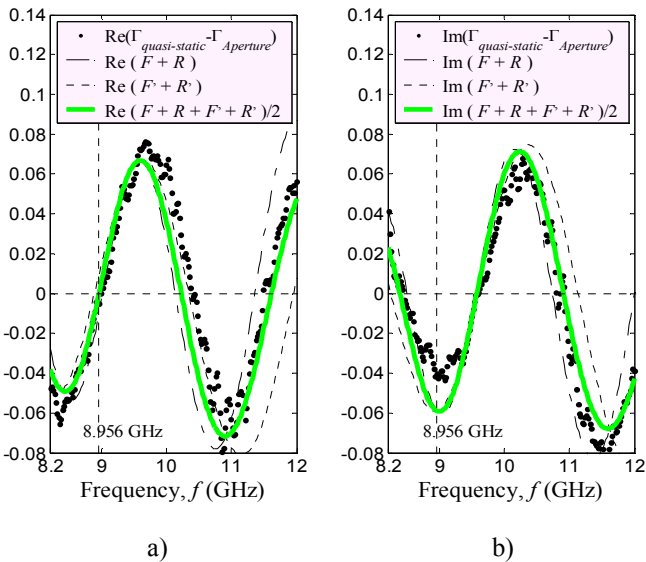 Re(Γquasi-static-ΓAperture)
Re ( F + R )
Re ( F' + R' )
Re ( F + R + F' + R' )/2
0.14
0.12
0.1
0.08
0.06
0.04
0.02
0
-0.02
-0.04
-0.06
-0.08
8.956 GHz
8.2 9 10 11 12
Frequency, f (GHz)
a)
Im(Γquasi-static-ΓAperture)
Im ( F + R )
Im ( F' + R' )
Im ( F + R + F' + R' )/2
0.14
0.12
0.1
0.08
0.06
0.04
0.02
0
-0.02
-0.04
-0.06
-0.08
8.956 GHz
8.2 9 10 11 12
Frequency, f (GHz)
b)